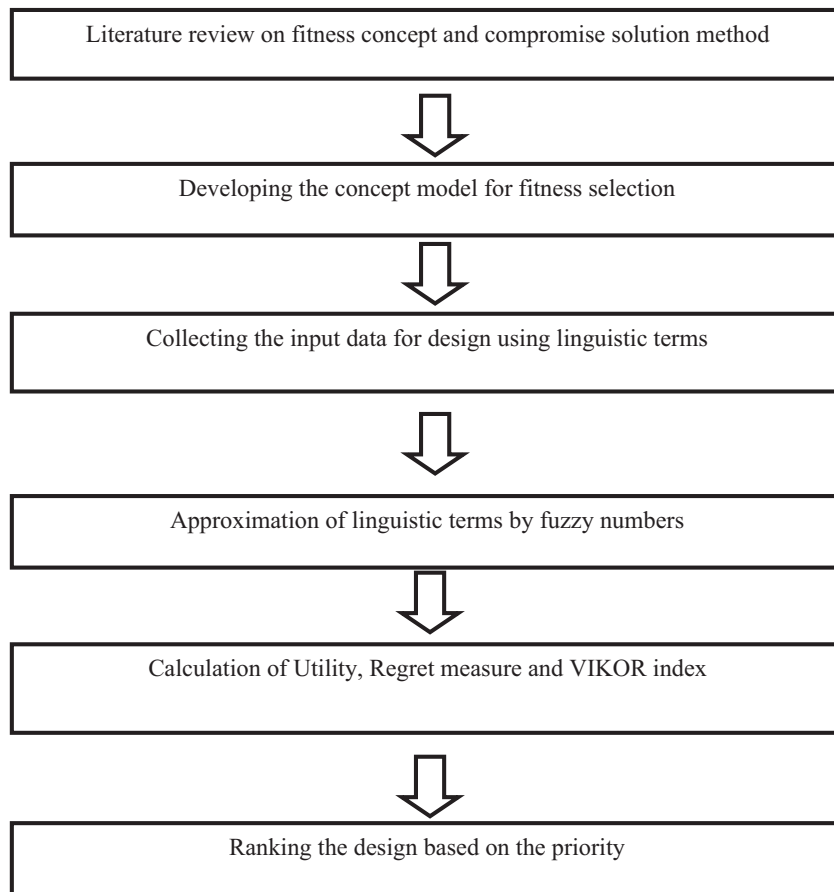 Literature review on fitness concept and compromise solution method
Developing the concept model for fitness selection
Collecting the input data for design using linguistic terms
Approximation of linguistic terms by fuzzy numbers
Calculation of Utility, Regret measure and VIKOR index
Ranking the design based on the priority